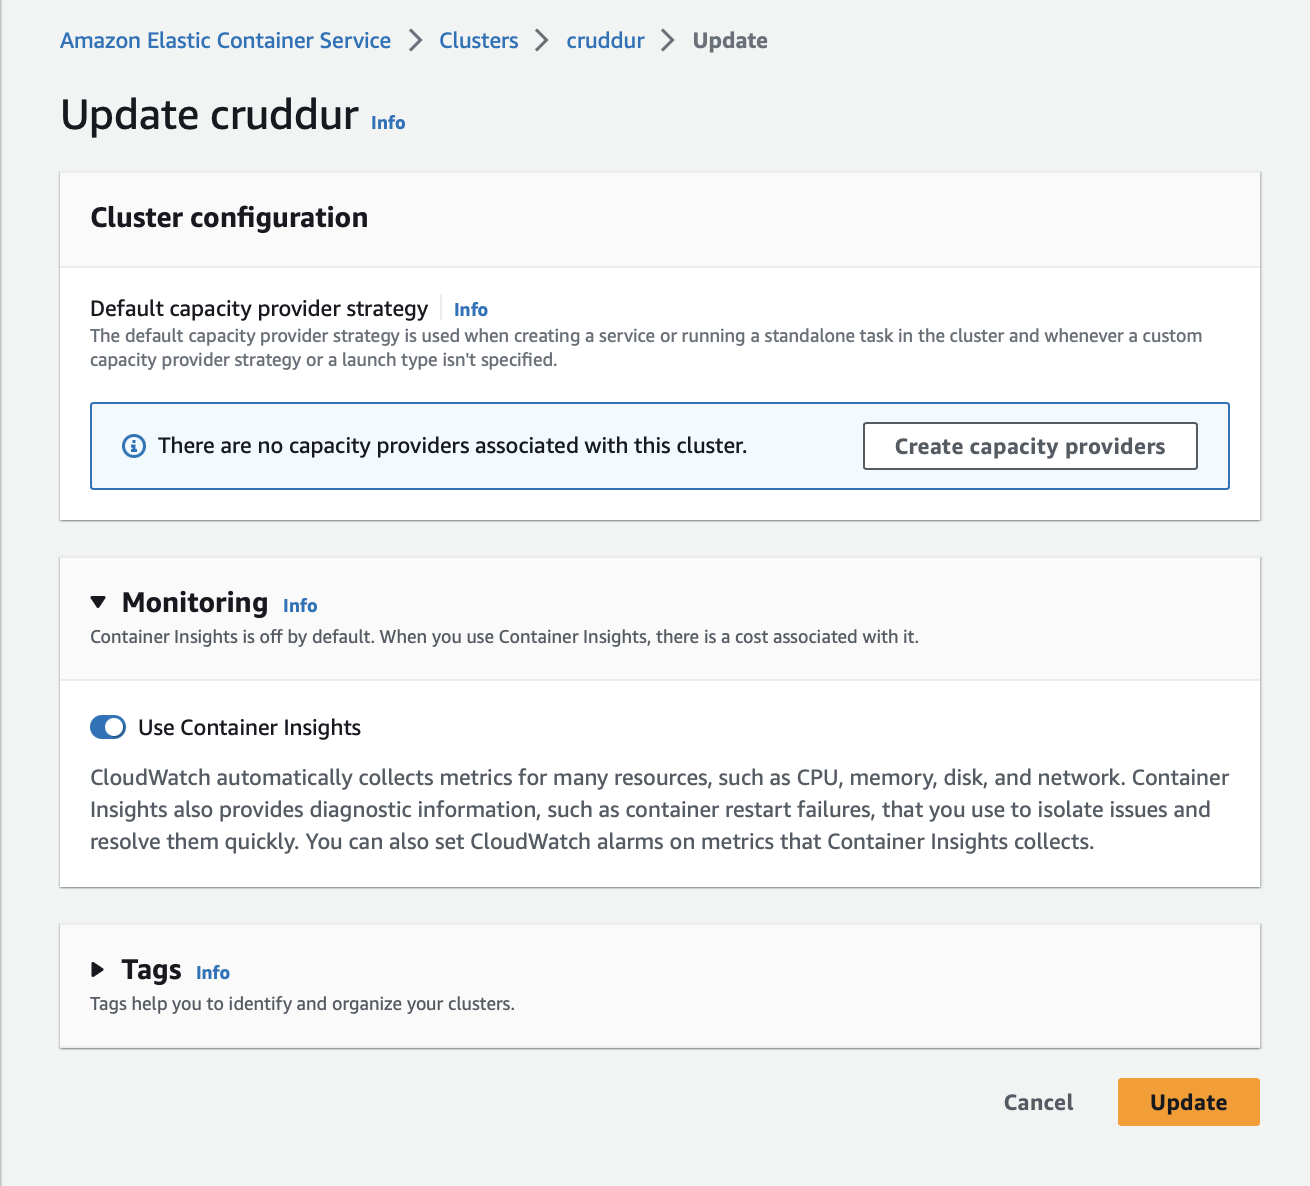 Amazon Elastic Container Service > Clusters > cruddur > Update
Update cruddur Info
Cluster configuration
Default capacity provider strategy Info
The default capacity provider strategy is used when creating a service or running a standalone task in the cluster and whenever a custom
capacity provider strategy or a launch type isn't specified.
There are no capacity providers associated with this cluster. Create capacity providers
Monitoring Info
Container Insights is off by default. When you use Container Insights, there is a cost associated with it.
Use Container Insights
CloudWatch automatically collects metrics for many resources, such as CPU, memory, disk, and network. Container
Insights also provides diagnostic information, such as container restart failures, that you use to isolate issues and
resolve them quickly. You can also set CloudWatch alarms on metrics that Container Insights collects.
Tags Info
Tags help you to identify and organize your clusters.
Cancel Update